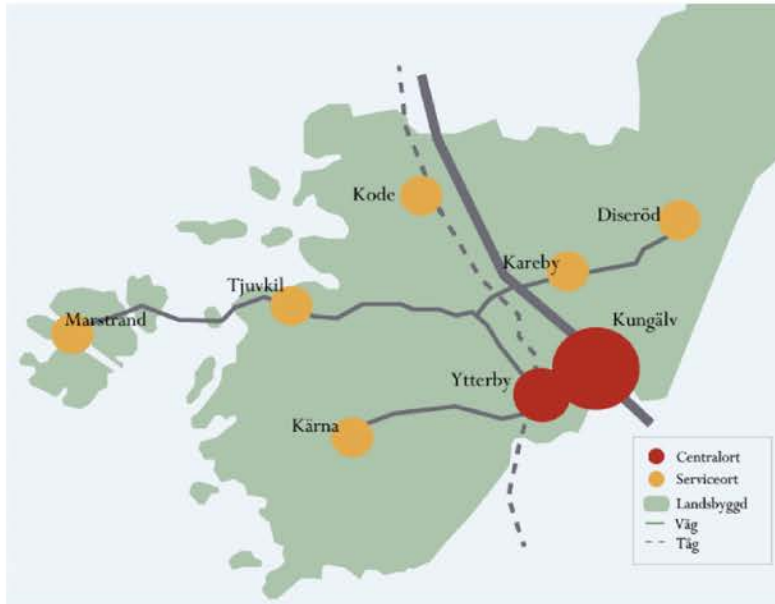 Kode
Diseröd
Kareby
Tjuvkil
Marstrand
Kungälv
Ytterby
Kärna
Centralort
Serviceort
Landsbyggd
Väg
Tåg